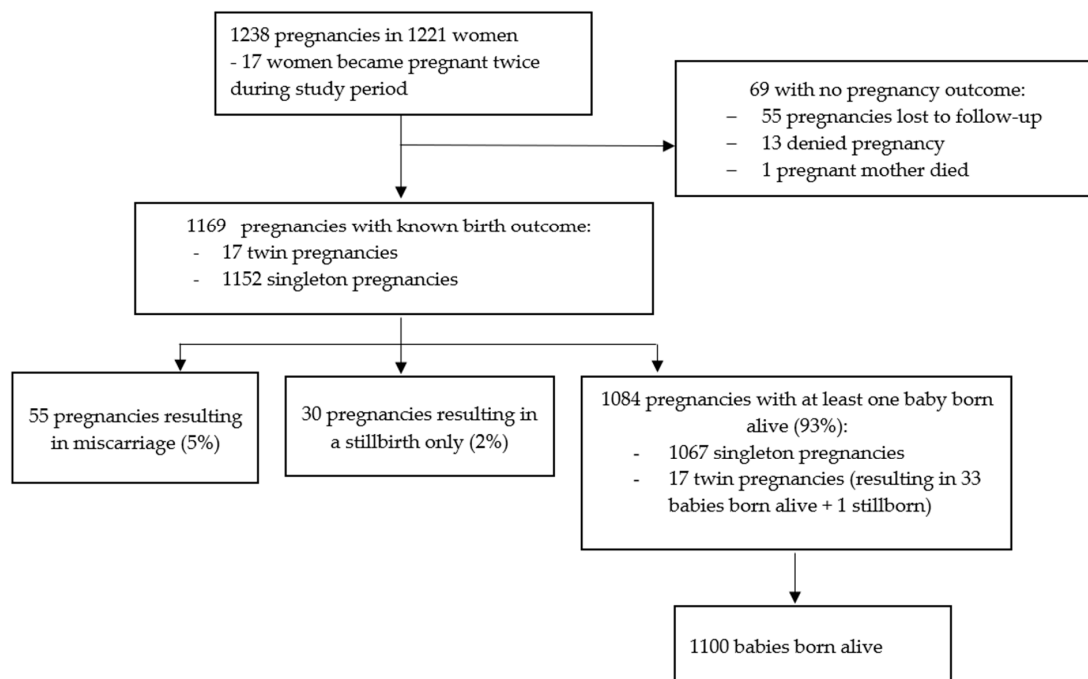 1238 pregnancies in 1221 women
- 17 women became pregnant twice
during study period
69 with no pregnancy outcome:
– 55 pregnancies lost to follow-up
– 13 denied pregnancy
– 1 pregnant mother died
1169 pregnancies with known birth outcome:
- 17 twin pregnancies
- 1152 singleton pregnancies
55 pregnancies resulting
in miscarriage (5%)
30 pregnancies resulting in
a stillbirth only (2%)
1084 pregnancies with at least one baby born
alive (93%):
- 1067 singleton pregnancies
- 17 twin pregnancies (resulting in 33
babies born alive + 1 stillborn)
1100 babies born alive